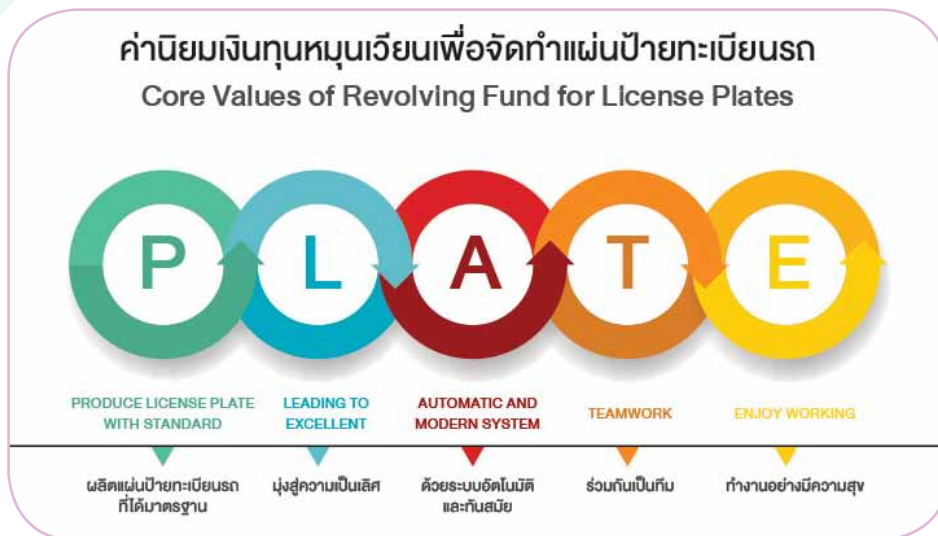 ค่านิยมเงินทุนหมุนเวียนเพื่อจัดทำแผ่นป้ายทะเบียนรถ
Core Values of Revolving Fund for License Plates
P L A T E
PRODUCE LICENSE PLATE
WITH STANDARD
LEADING TO
EXCELLENT
AUTOMATIC AND
MODERN SYSTEM
TEAMWORK
ENJOY WORKING
ผลิตแผ่นป้ายทะเบียนรถ
ที่ได้มาตรฐาน
มุ่งสู่ความเป็นเลิศ
ด้วยระบบอัตโนมัติ
และทันสมัย
ร่วมกันเป็นทีม
ทำงานอย่างมีความสุข